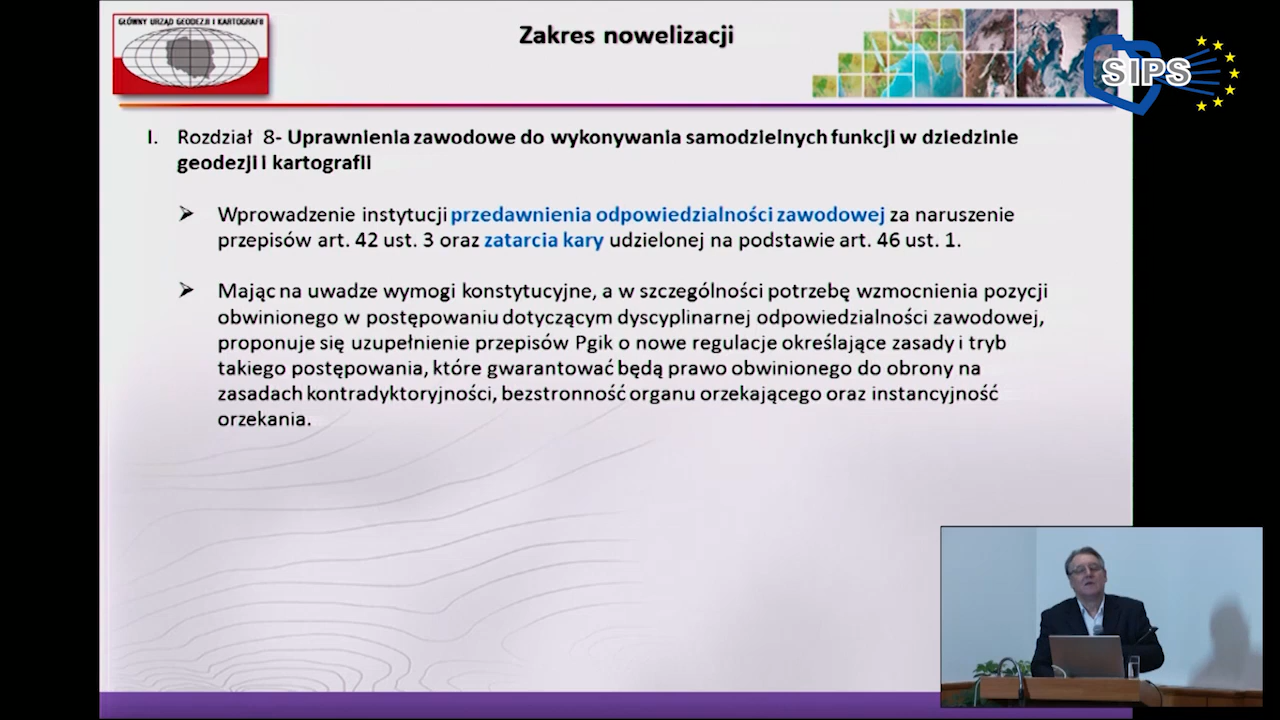 GŁÓWNY URZĄD GEODEZJI I KARTOGRAFII
Zakres nowelizacji
SIPS
I. Rozdział 8- Uprawnienia zawodowe do wykonywania samodzielnych funkcji w dziedzinie
geodezji i kartografii
Wprowadzenie instytucji przedawnienia odpowiedzialności zawodowej za naruszenie
przepisów art. 42 ust. 3 oraz zatarcia kary udzielonej na podstawie art. 46 ust. 1.
Mając na uwadze wymogi konstytucyjne, a w szczególności potrzebę wzmocnienia pozycji
obwinionego w postępowaniu dotyczącym dyscyplinarnej odpowiedzialności zawodowej,
proponuje się uzupełnienie przepisów Pgik o nowe regulacje określające zasady i tryb
takiego postępowania, które gwarantować będą prawo obwinionego do obrony na
zasadach kontradyktoryjności, bezstronność organu orzekającego oraz instancyjność
orzekania.